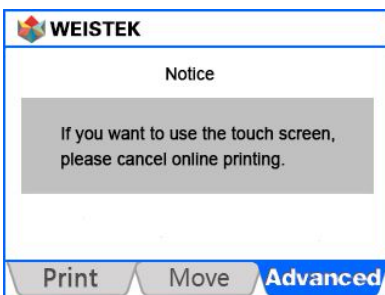 WEISTEK
Notice
If you want to use the touch screen,
please cancel online printing.
Print Move Advanced